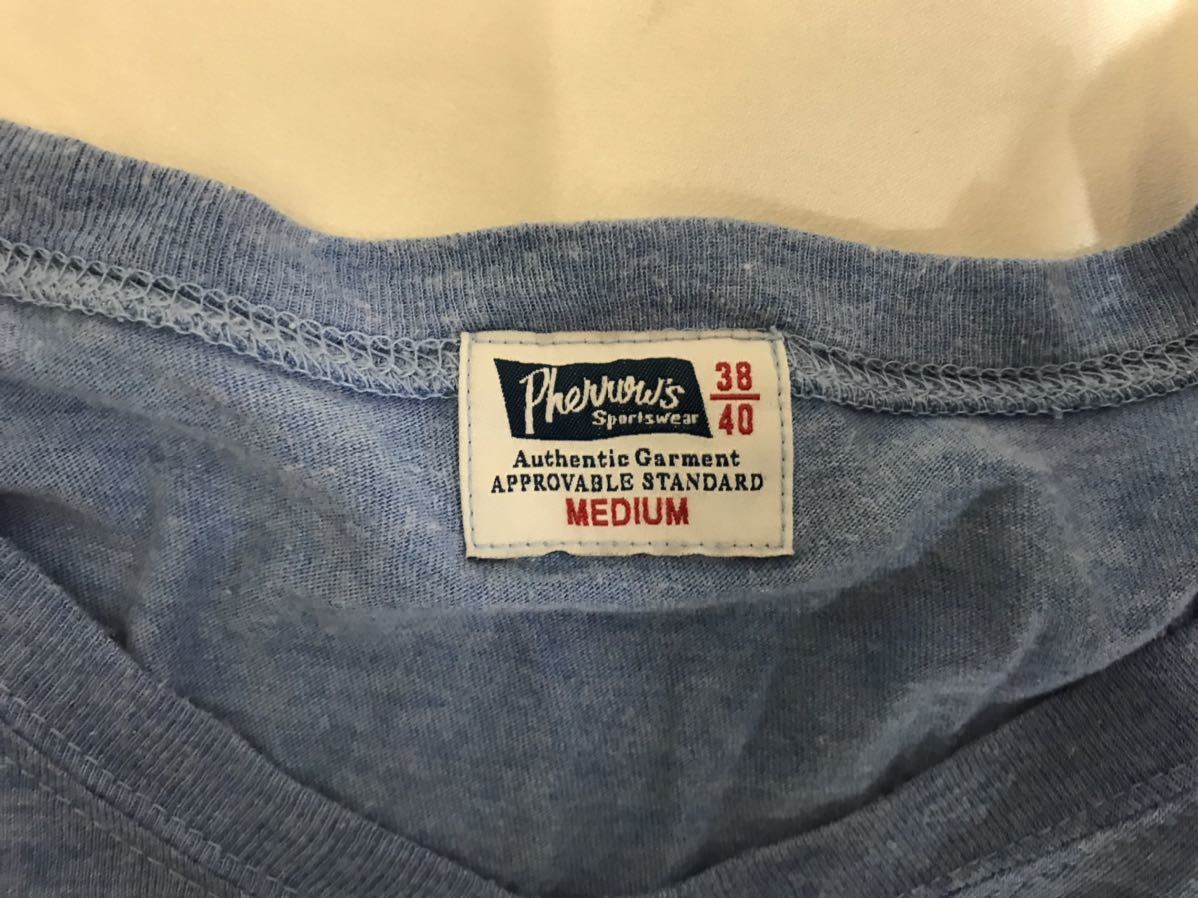 Pherrow's
Sportswear
38
40
Authentic Garment
APPROVABLE STANDARD
MEDIUM